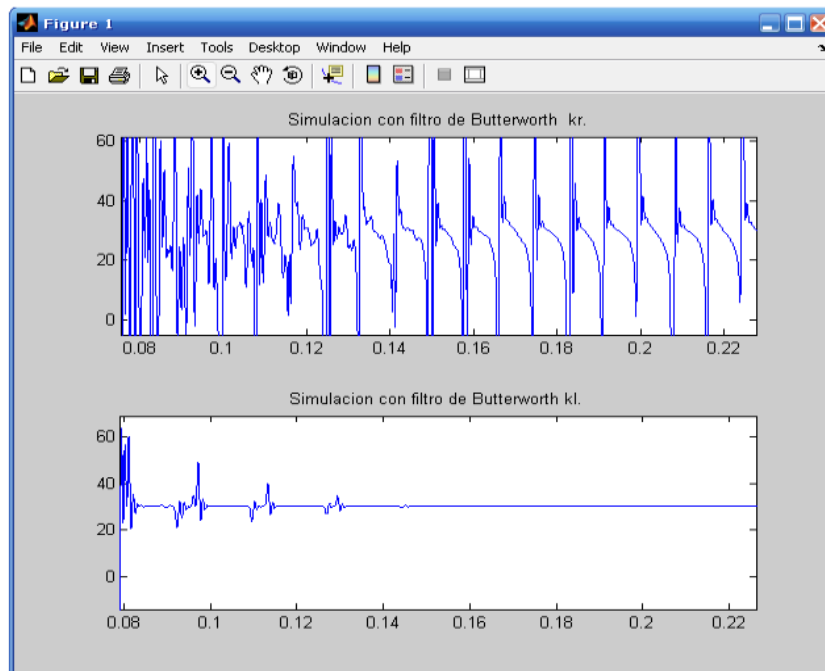 Figure 1
File Edit View Insert Tools Desktop Window Help
Simulacion con filtro de Butterworth kr.
60
40
20
0
0.08 0.1 0.12 0.14 0.16 0.18 0.2 0.22
Simulacion con filtro de Butterworth kl.
60
40
20
0
0.08 0.1 0.12 0.14 0.16 0.18 0.2 0.22